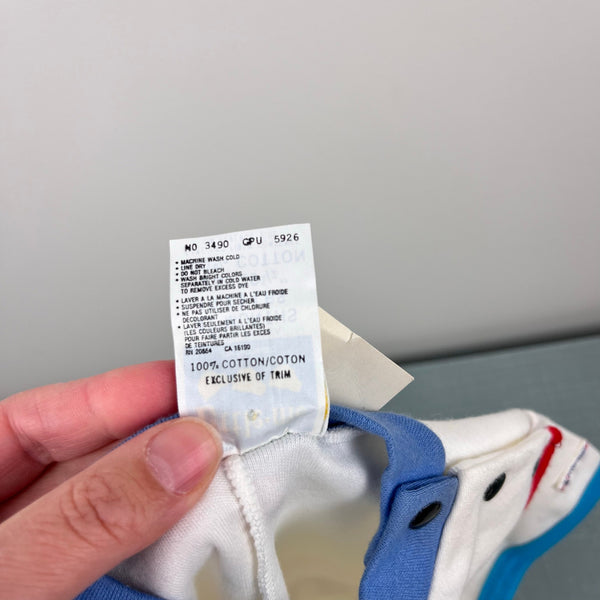 NO 3490 GPU 5926
• MACHINE WASH COLD
• LINE DRY
• DO NOT BLEACH
• WASH BRIGHT COLORS
SEPARATELY IN COLD WATER
TO REMOVE EXCESS DYE
• LAVER A LA MACHINE A L'EAU FROIDE
• SUSPENDRE POUR SECHER
• NE PAS UTILISER DE CHLORURE
DECOLORANT
• LAVER SEULEMENT A L'EAU FROIDE
(LES COULEURS BRILLANTES)
POUR FAIRE PARTIR LES EXCES
DE TEINTURES
RN 20864 CA 16190
100% COTTON/COTON
EXCLUSIVE OF TRIM